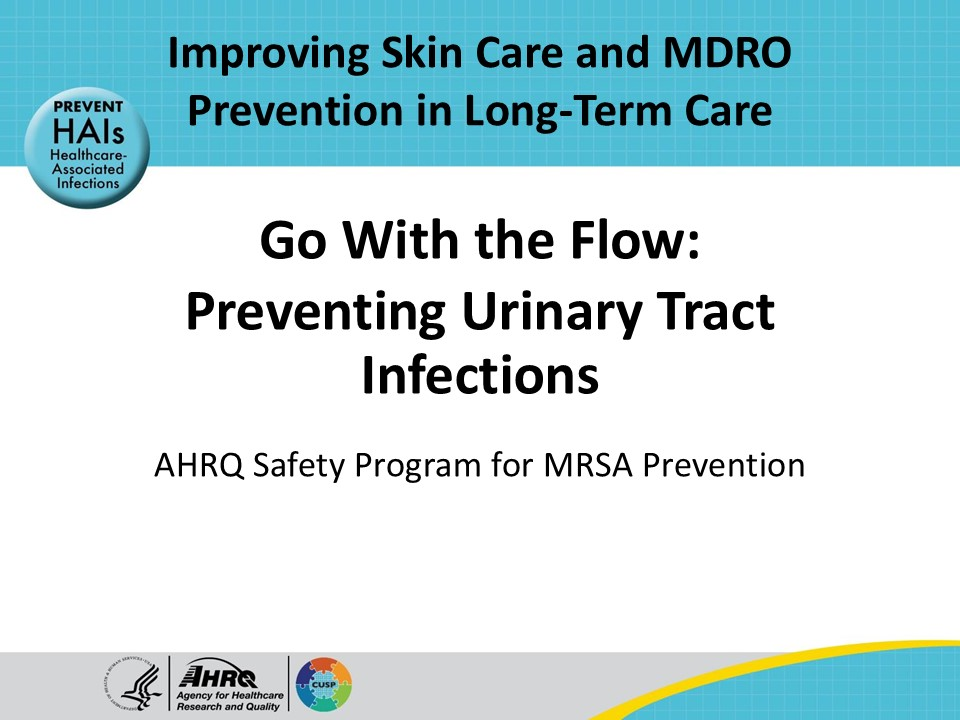 Improving Skin Care and MDRO
Prevention in Long-Term Care
PREVENT
HAIs
Healthcare-
Associated
Infections
Go With the Flow:
Preventing Urinary Tract
Infections
AHRQ Safety Program for MRSA Prevention
AHRQ
Agency for Healthcare
Research and Quality
CUSP